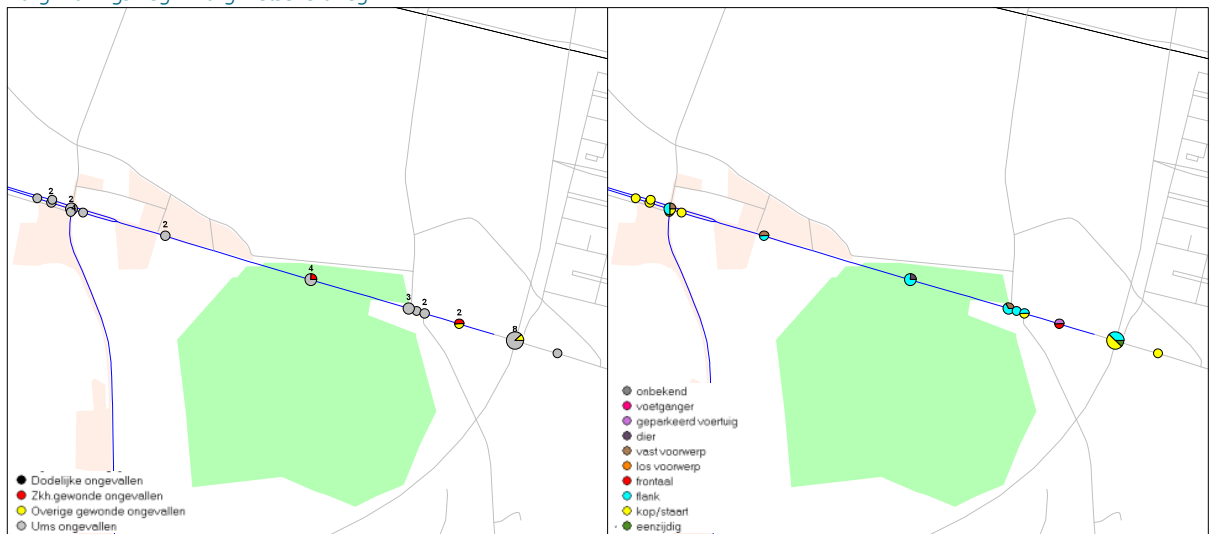 2
2
2
4
3
2
2
8
Dodelijke ongevallen
Zkh.gewonde ongevallen
Overige gewonde ongevallen
Ums ongevallen
onbekend
voetganger
geparkeerd voertuig
dier
vast voorwerp
los voorwerp
frontaal
flank
kop/staart
eenzijdig